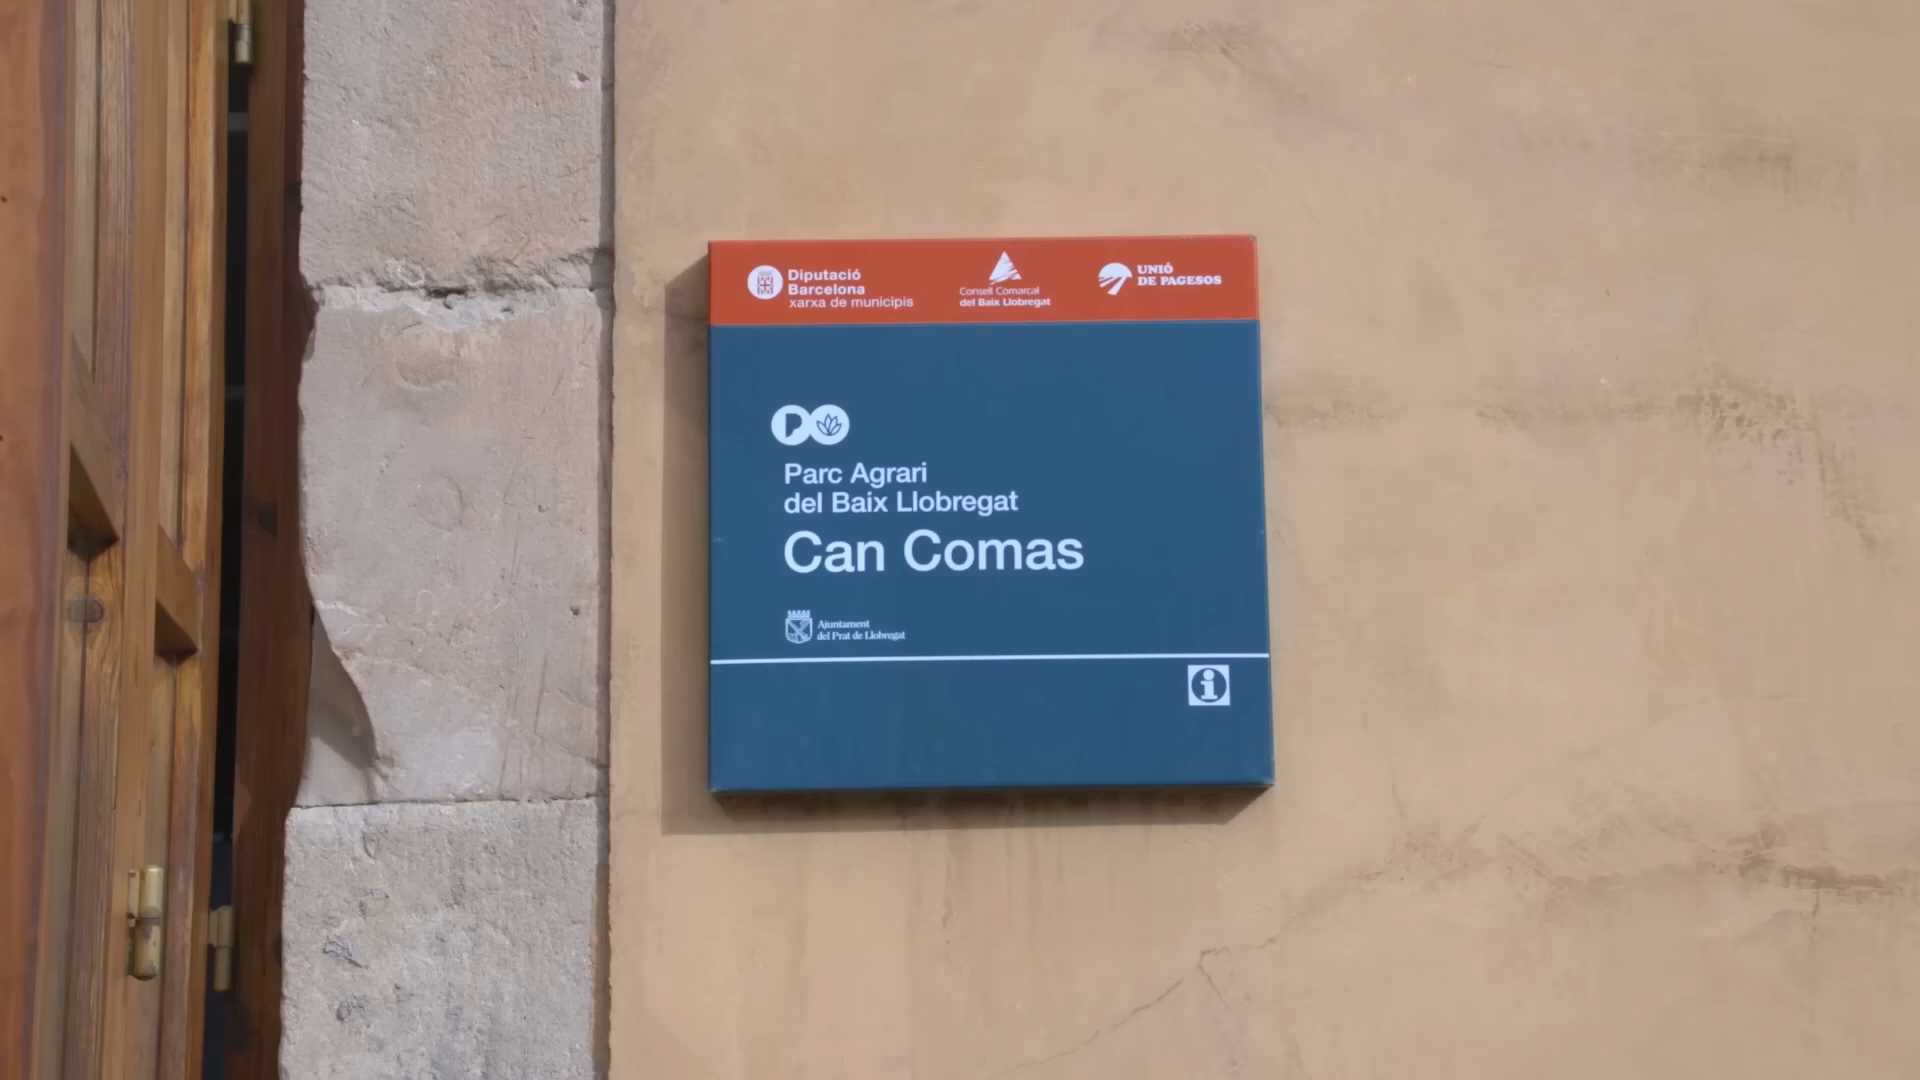 Diputació
Barcelona
xarxa de municipis
Consell Comarcal
del Baix Llobregat
UNIÓ
DE PAGESOS
Parc Agrari
del Baix Llobregat
Can Comas
Ajuntament
del Prat de Llobregat
i